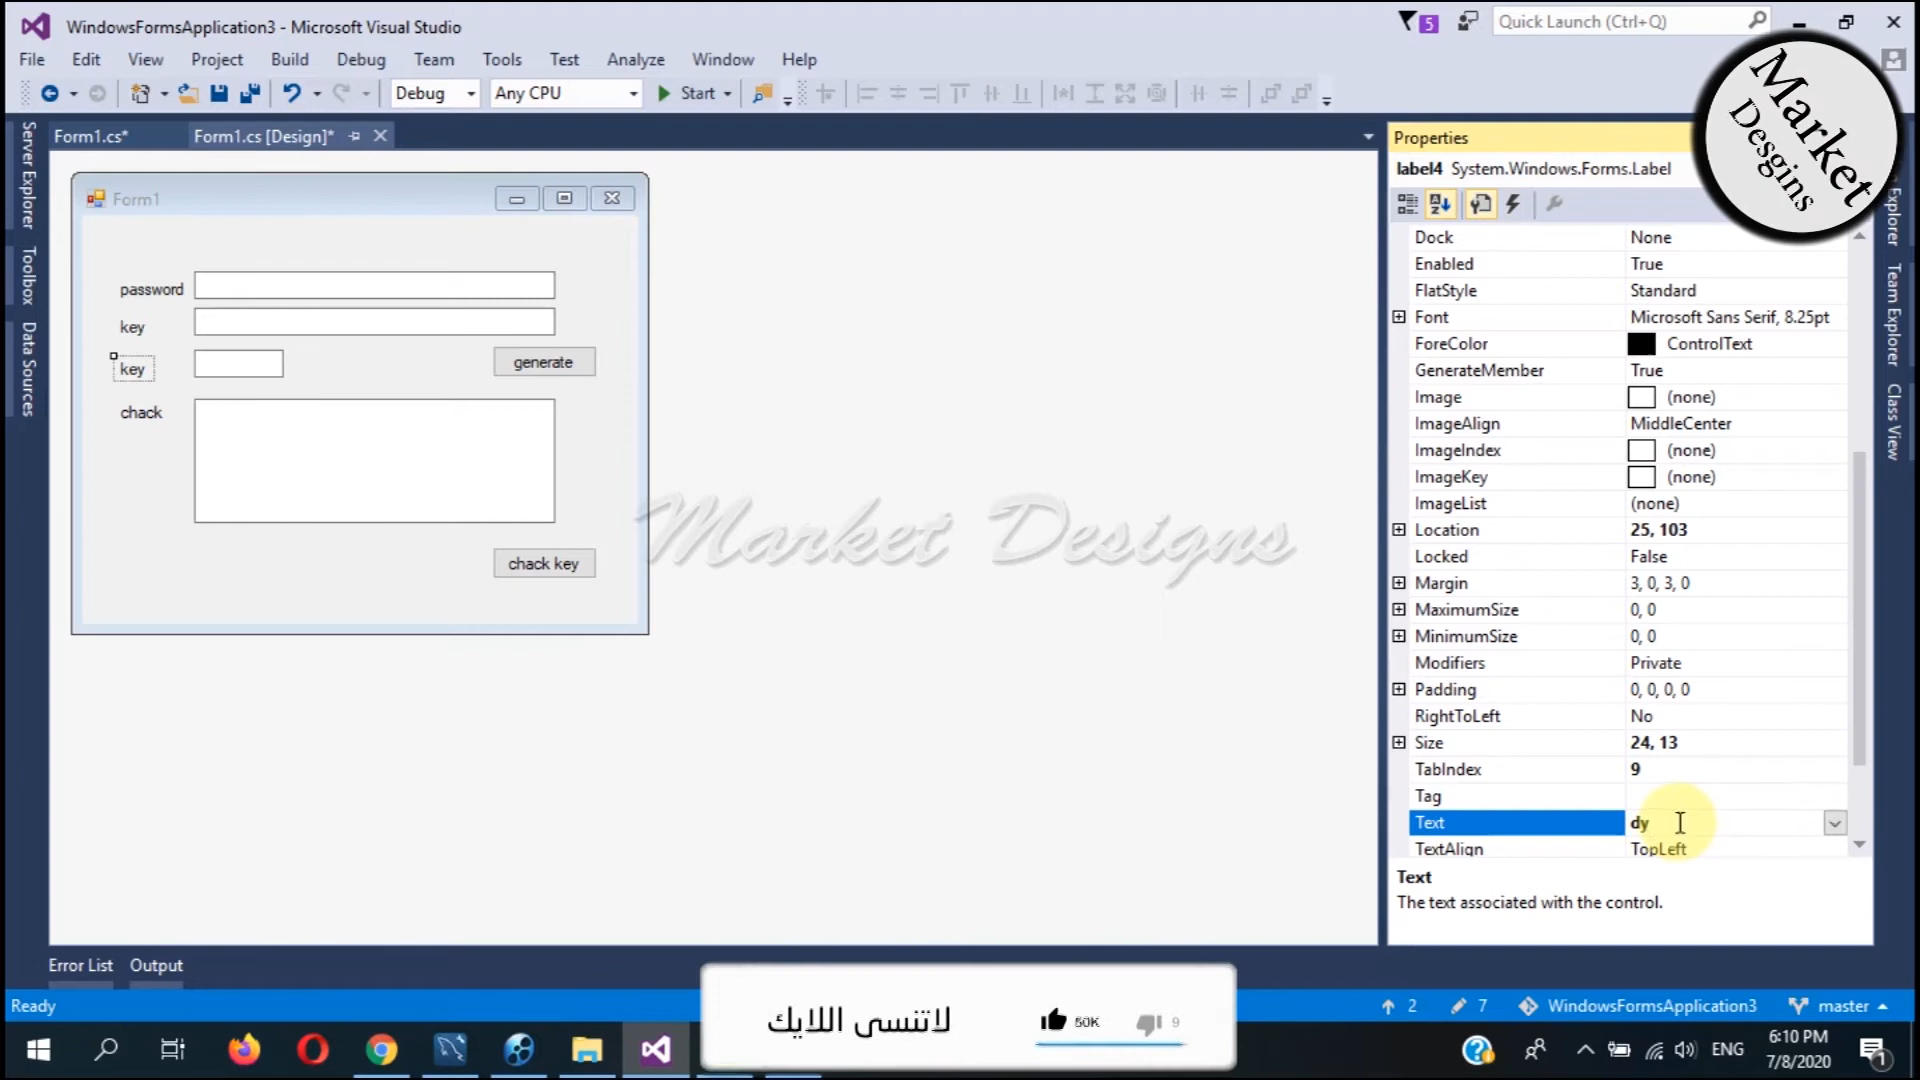 WindowsFormsApplication3 - Microsoft Visual Studio
5
Quick Launch (Ctrl+Q)
File Edit View Project Build Debug Team Tools Test Analyze Window Help
Debug Any CPU Start
Market
Desgins
Server Explorer
Toolbox
Data Sources
Form1.cs*
Form1.cs [Design]*
Form1
password
key
key
generate
chack
chack key
Market Designs
Properties
label4 System.Windows.Forms.Label
Dock None
Enabled True
FlatStyle Standard
Font Microsoft Sans Serif, 8.25pt
ForeColor ControlText
GenerateMember True
Image (none)
ImageAlign MiddleCenter
ImageIndex (none)
ImageKey (none)
ImageList (none)
Location 25, 103
Locked False
Margin 3, 0, 3, 0
MaximumSize 0, 0
MinimumSize 0, 0
Modifiers Private
Padding 0, 0, 0, 0
RightToLeft No
Size 24, 13
TabIndex 9
Tag
Text dy
TextAlign TopLeft
Text
The text associated with the control.
Explorer
Team Explorer
Class View
Error List Output
Ready
2 7 WindowsFormsApplication3 master
لاتنسى اللايك
50K 9
ENG
6:10 PM
7/8/2020
1